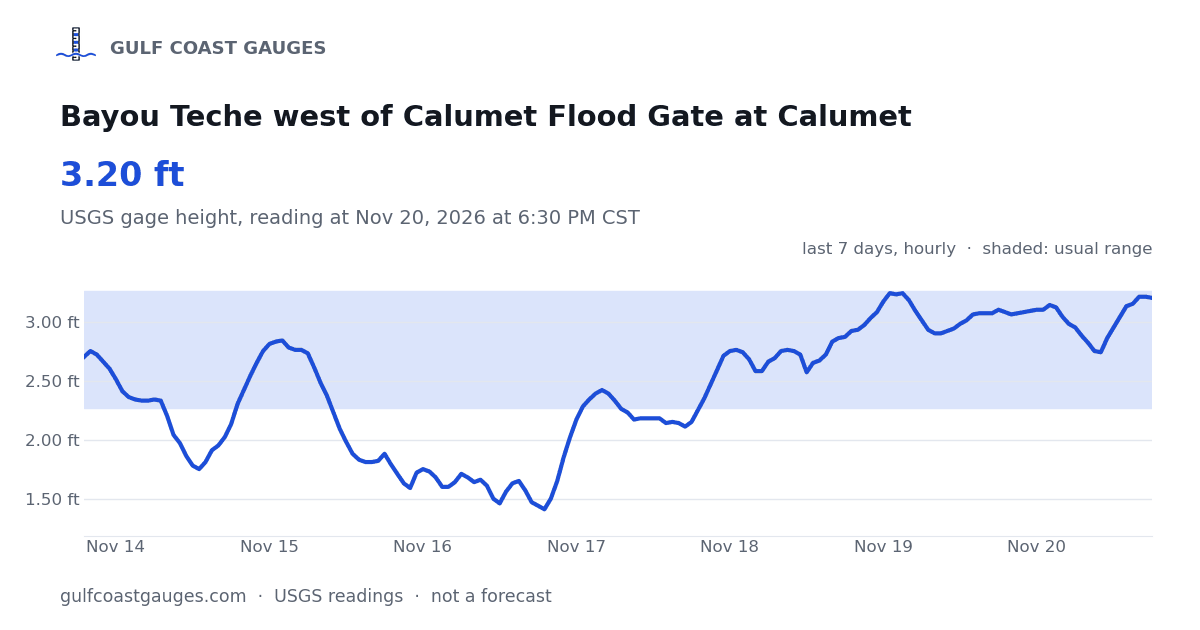 GULF COAST GAUGES
Bayou Teche west of Calumet Flood Gate at Calumet
3.20 ft
USGS gage height, reading at Nov 20, 2026 at 6:30 PM CST
last 7 days, hourly · shaded: usual range
3.00 ft
2.50 ft
2.00 ft
1.50 ft
Nov 14 Nov 15 Nov 16 Nov 17 Nov 18 Nov 19 Nov 20
gulfcoastgauges.com · USGS readings · not a forecast